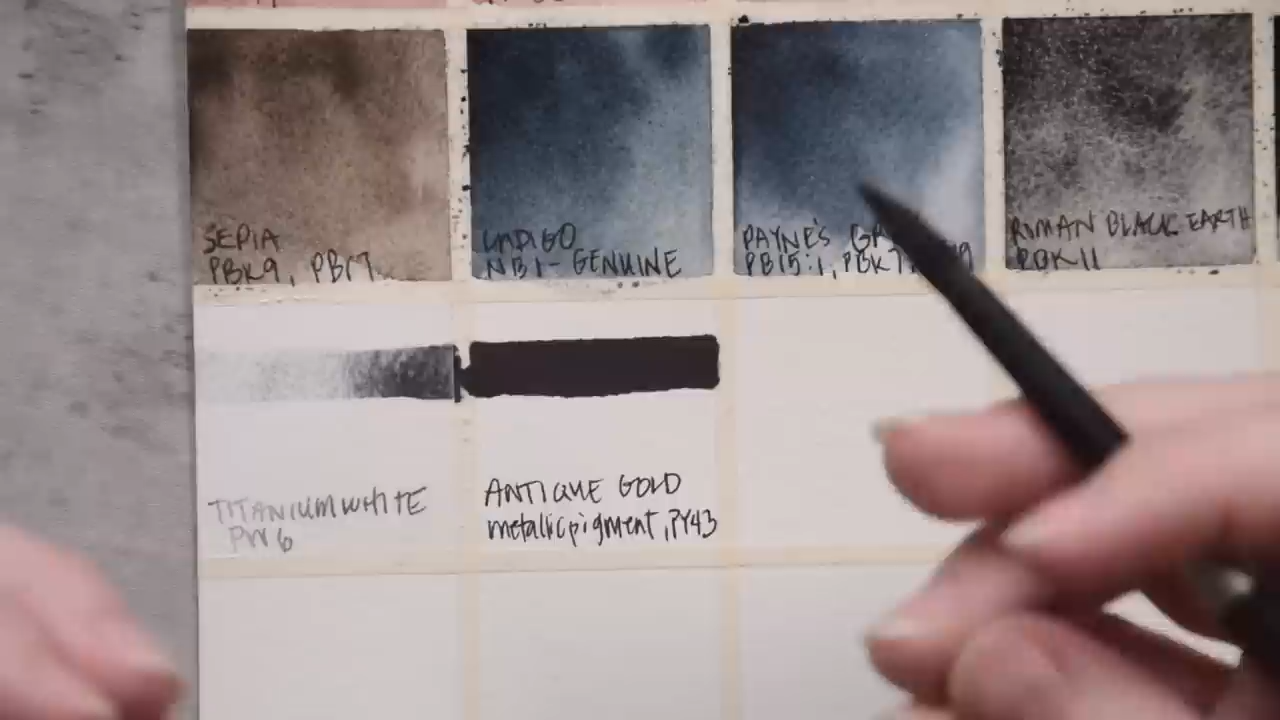 SEPIA
PBK9, PBr7
INDIGO
NB1 - GENUINE
PAYNE'S
PB15:1, PBK
ROMAN BLACK EARTH
PBK11
TITANIUM WHITE
PW6
ANTIQUE GOLD
metallic pigment, PY43